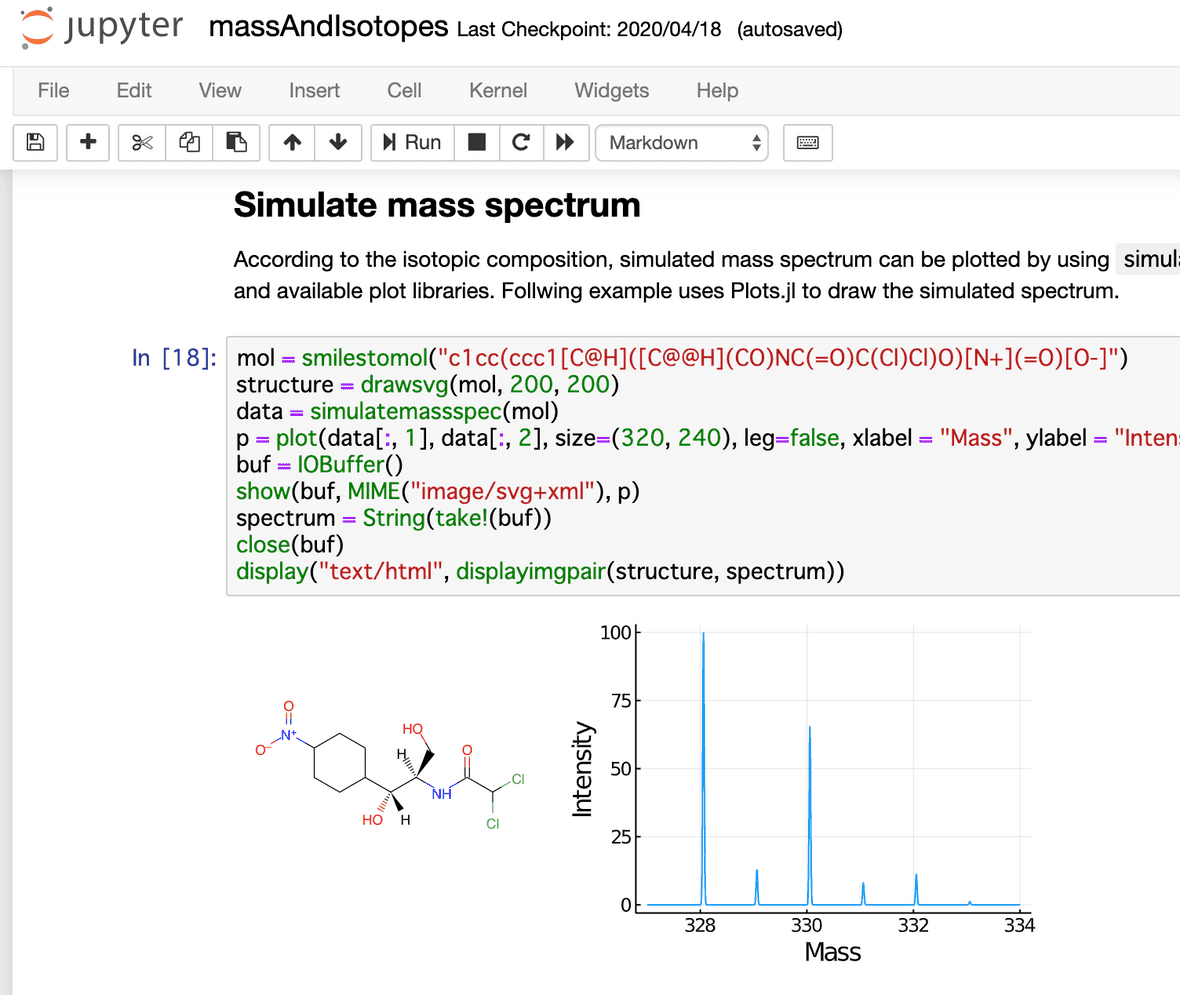 jupyter massAndIsotopes Last Checkpoint: 2020/04/18 (autosaved)
File Edit View Insert Cell Kernel Widgets Help
Run Markdown
Simulate mass spectrum
According to the isotopic composition, simulated mass spectrum can be plotted by using simula
and available plot libraries. Follwing example uses Plots.jl to draw the simulated spectrum.
In [18]: mol = smilestomol("c1cc(ccc1[C@H]([C@@H](CO)NC(=O)C(Cl)Cl)O)[N+](=O)[O-]")
structure = drawsvg(mol, 200, 200)
data = simulatemassspec(mol)
p = plot(data[:, 1], data[:, 2], size=(320, 240), leg=false, xlabel = "Mass", ylabel = "Intens
buf = IOBuffer()
show(buf, MIME("image/svg+xml"), p)
spectrum = String(take!(buf))
close(buf)
display("text/html", displayimgpair(structure, spectrum))
O
N+
O-
HO
H
O
NH
Cl
HO H
Cl
100
75
50
25
0
Intensity
328 330 332 334
Mass